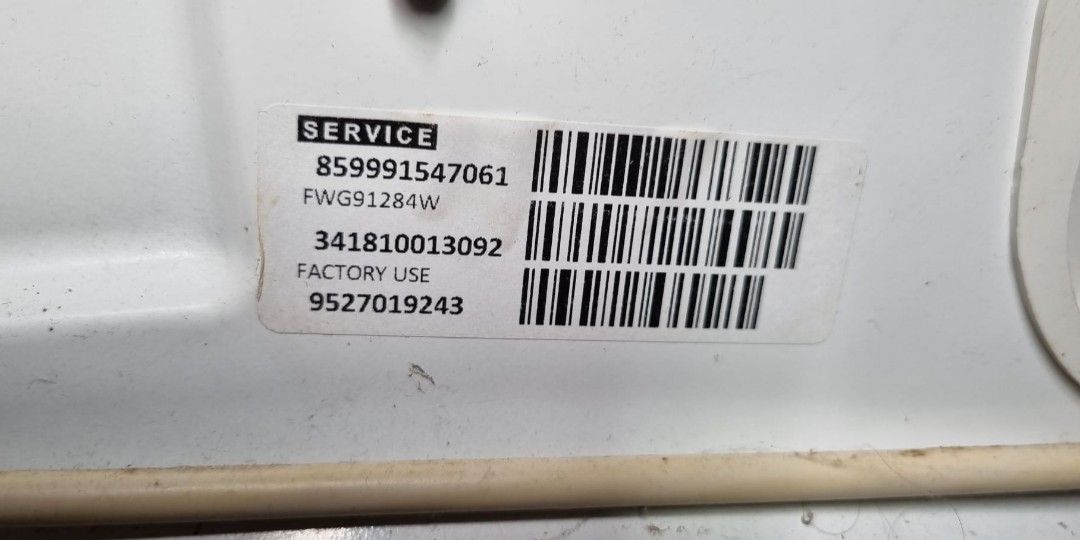 SERVICE
859991547061
FWG91284W
341810013092
FACTORY USE
9527019243